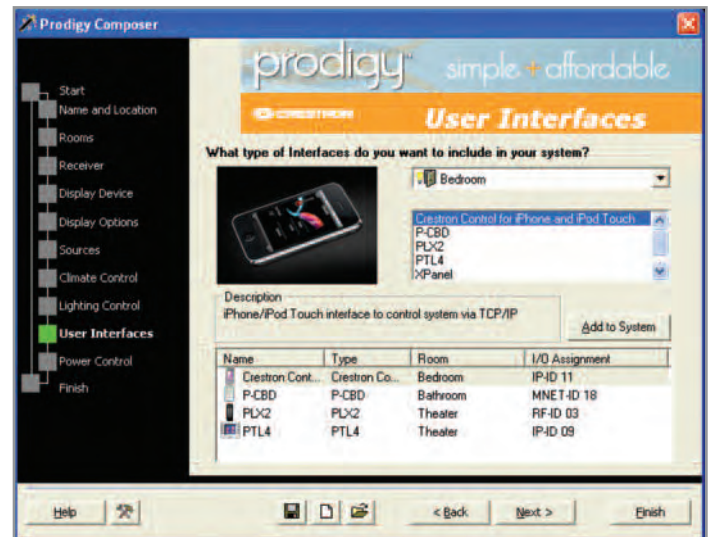 Prodigy Composer
prodigy™ simple + affordable
CRESTRON User Interfaces
Start
Name and Location
Rooms
Receiver
Display Device
Display Options
Sources
Climate Control
Lighting Control
User Interfaces
Power Control
Finish
What type of Interfaces do you want to include in your system?
Bedroom
Crestron Control for iPhone and iPod Touch
P-CBD
PLX2
PTL4
XPanel
Description
iPhone/iPod Touch interface to control system via TCP/IP
Add to System
Name Type Room I/O Assignment
Crestron Cont... Crestron Co... Bedroom IP-ID 11
P-CBD P-CBD Bathroom MNET-ID 18
PLX2 PLX2 Theater RF-ID 03
PTL4 PTL4 Theater IP-ID 09
Help < Back Next > Finish